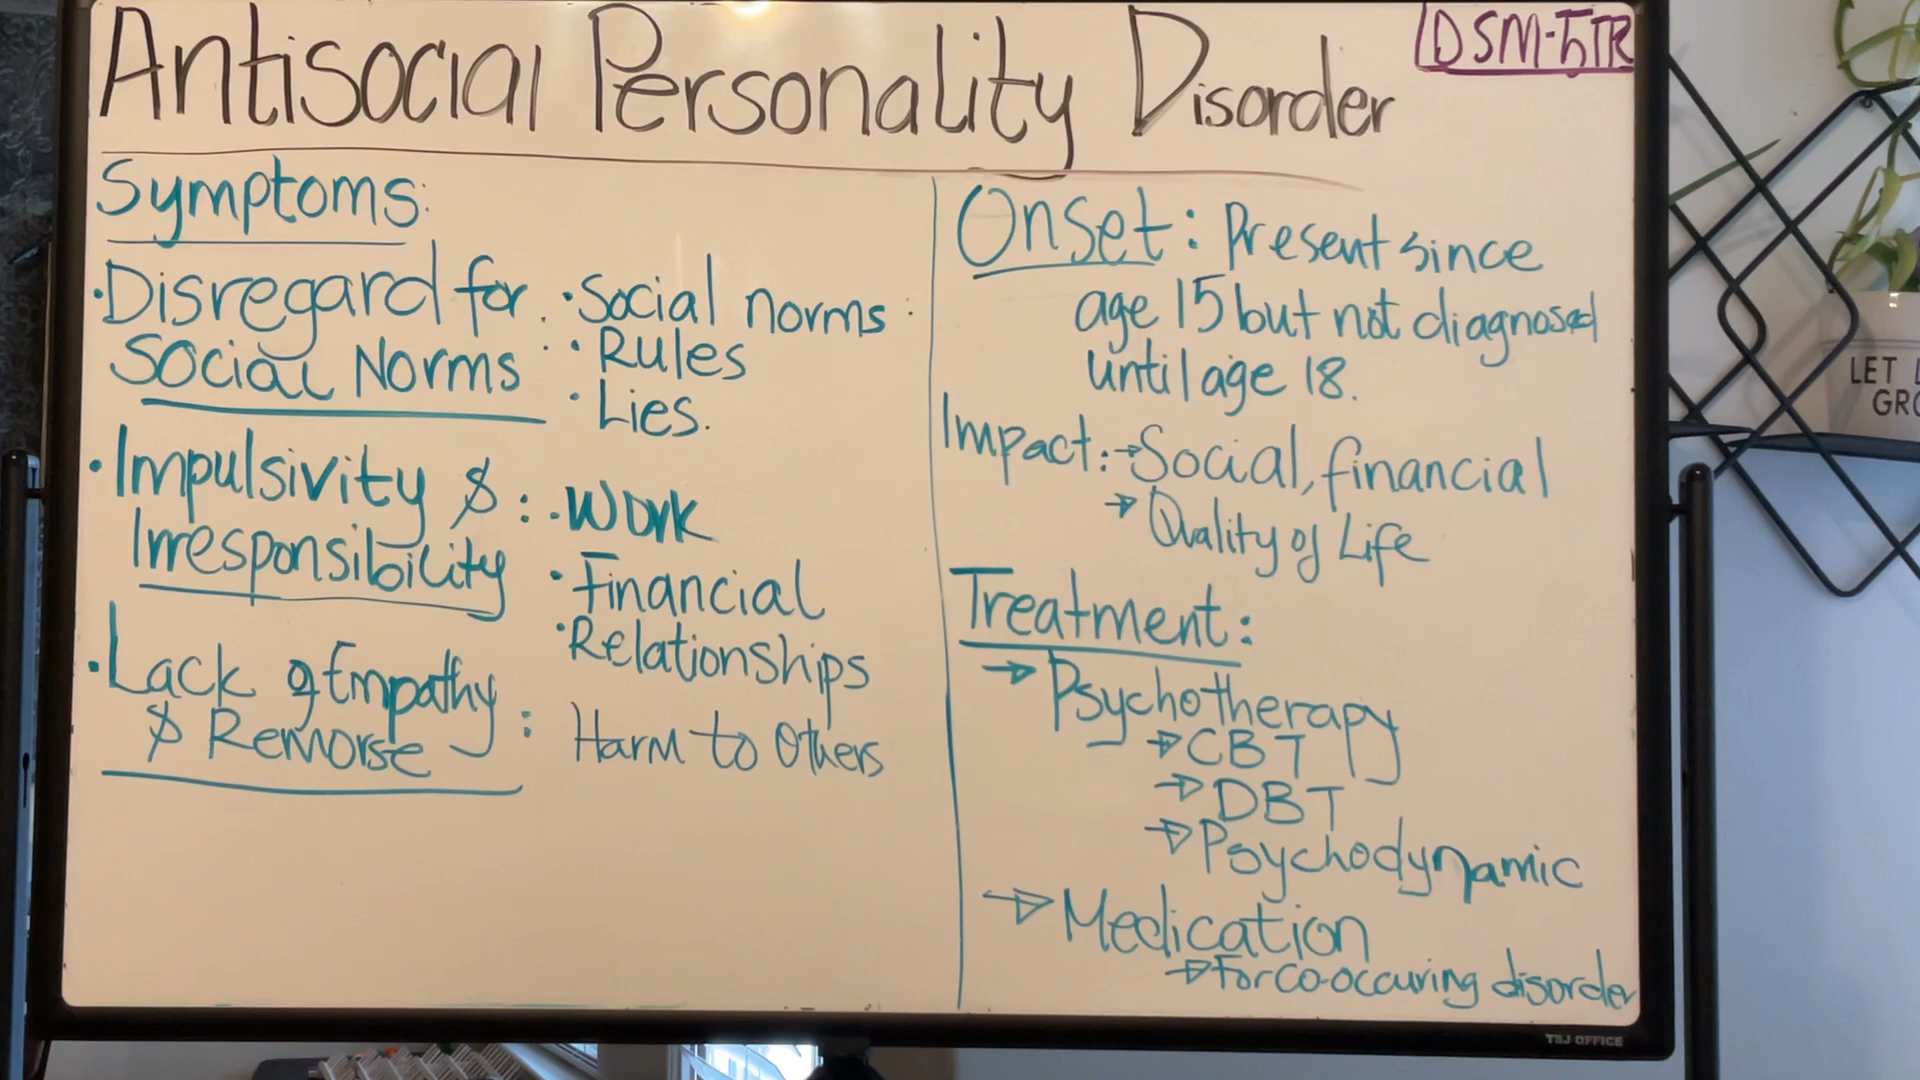 Antisocial Personality Disorder
DSM-5TR
Symptoms:
• Disregard for : • Social norms
Social Norms • Rules
• Lies.
• Impulsivity & : • Work
Irresponsibility • Financial
• Relationships
• Lack of Empathy
& Remorse : Harm to Others
Onset: Present since
age 15 but not diagnosed
until age 18.
Impact: → Social, financial
→ Quality of Life
Treatment:
→ Psychotherapy
→ CBT
→ DBT
→ Psychodynamic
→ Medication
→ For co-occuring disorder
LET
GRO
TSJ OFFICE